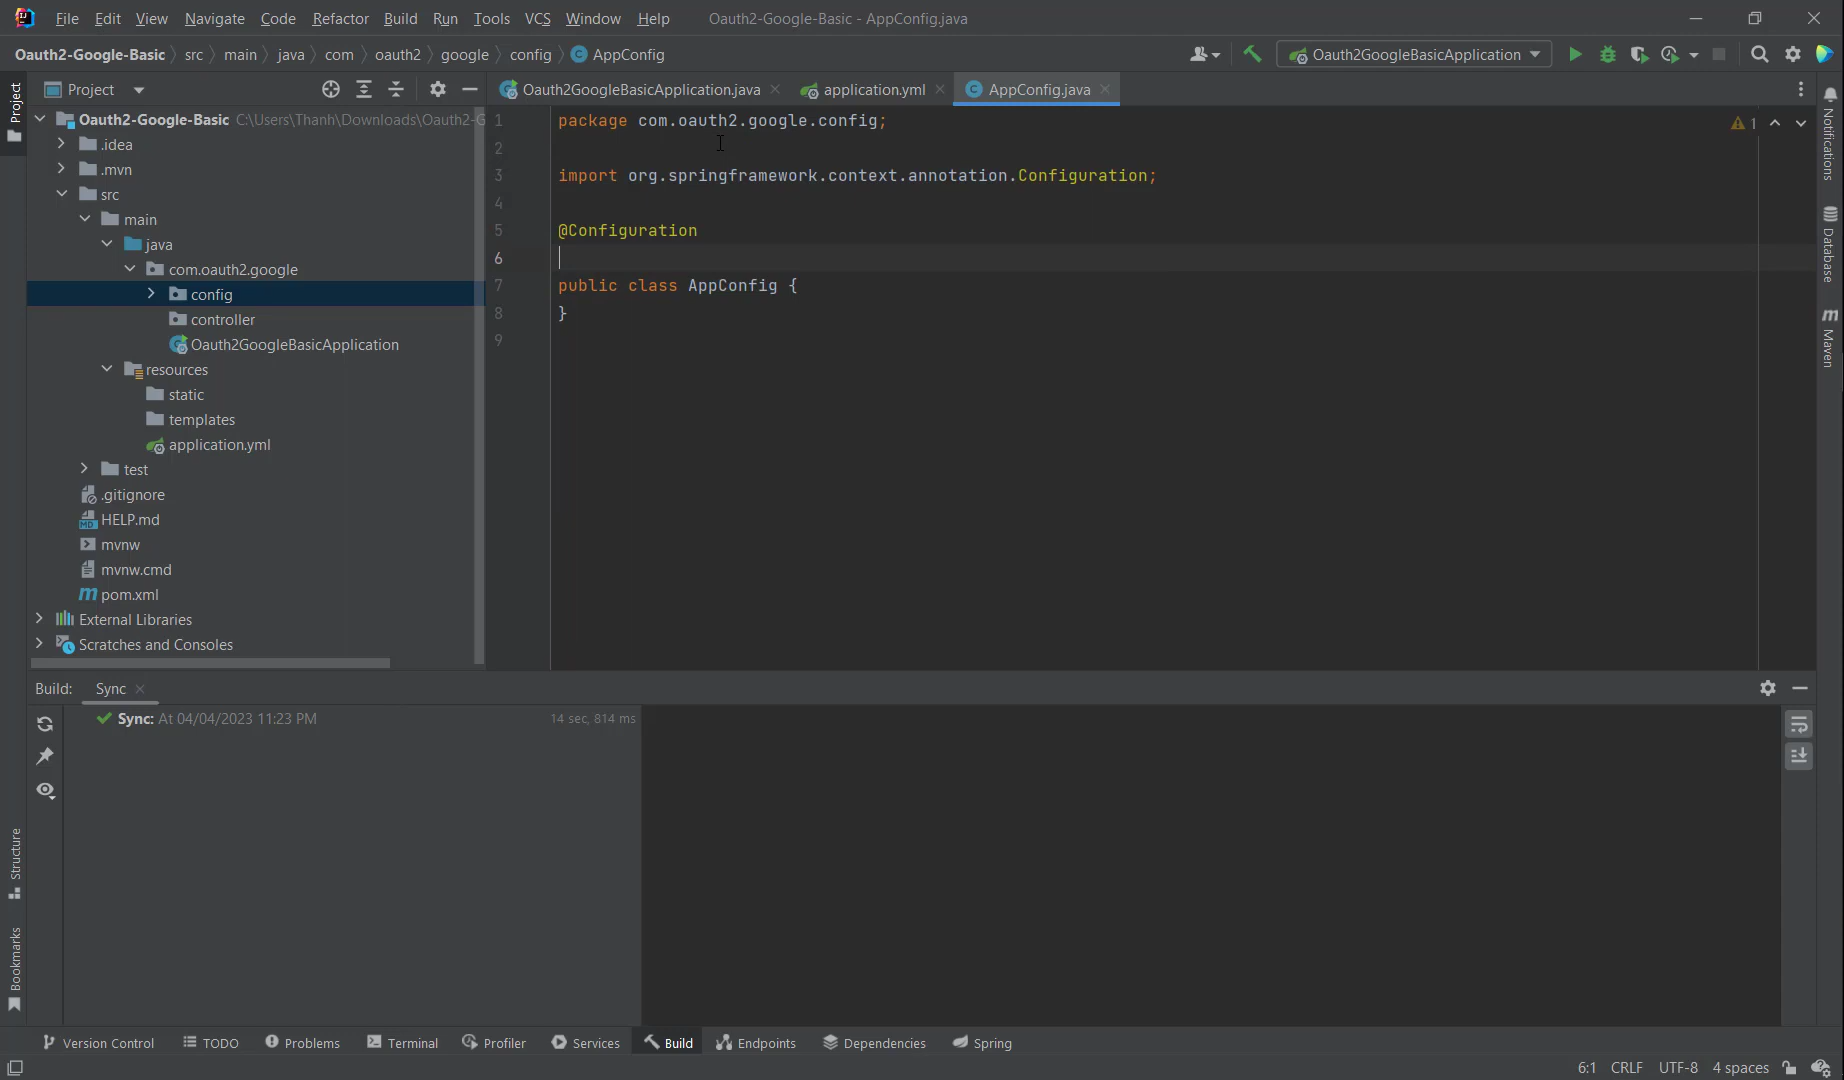 File Edit View Navigate Code Refactor Build Run Tools VCS Window Help Oauth2-Google-Basic - AppConfig.java
Oauth2-Google-Basic src main java com oauth2 google config AppConfig
Oauth2GoogleBasicApplication
Project
Oauth2GoogleBasicApplication.java
application.yml
AppConfig.java
Project
Oauth2-Google-Basic C:\Users\Thanh\Downloads\Oauth2-G
.idea
.mvn
src
main
java
com.oauth2.google
config
controller
Oauth2GoogleBasicApplication
resources
static
templates
application.yml
test
.gitignore
HELP.md
mvnw
mvnw.cmd
pom.xml
External Libraries
Scratches and Consoles
1 package com.oauth2.google.config;
2
3 import org.springframework.context.annotation.Configuration;
4
5 @Configuration
6
7 public class AppConfig {
8 }
9
1
Notifications
Database
Maven
Build: Sync
Sync: At 04/04/2023 11:23 PM 14 sec, 814 ms
Structure
Bookmarks
Version Control TODO Problems Terminal Profiler Services Build Endpoints Dependencies Spring
6:1 CRLF UTF-8 4 spaces